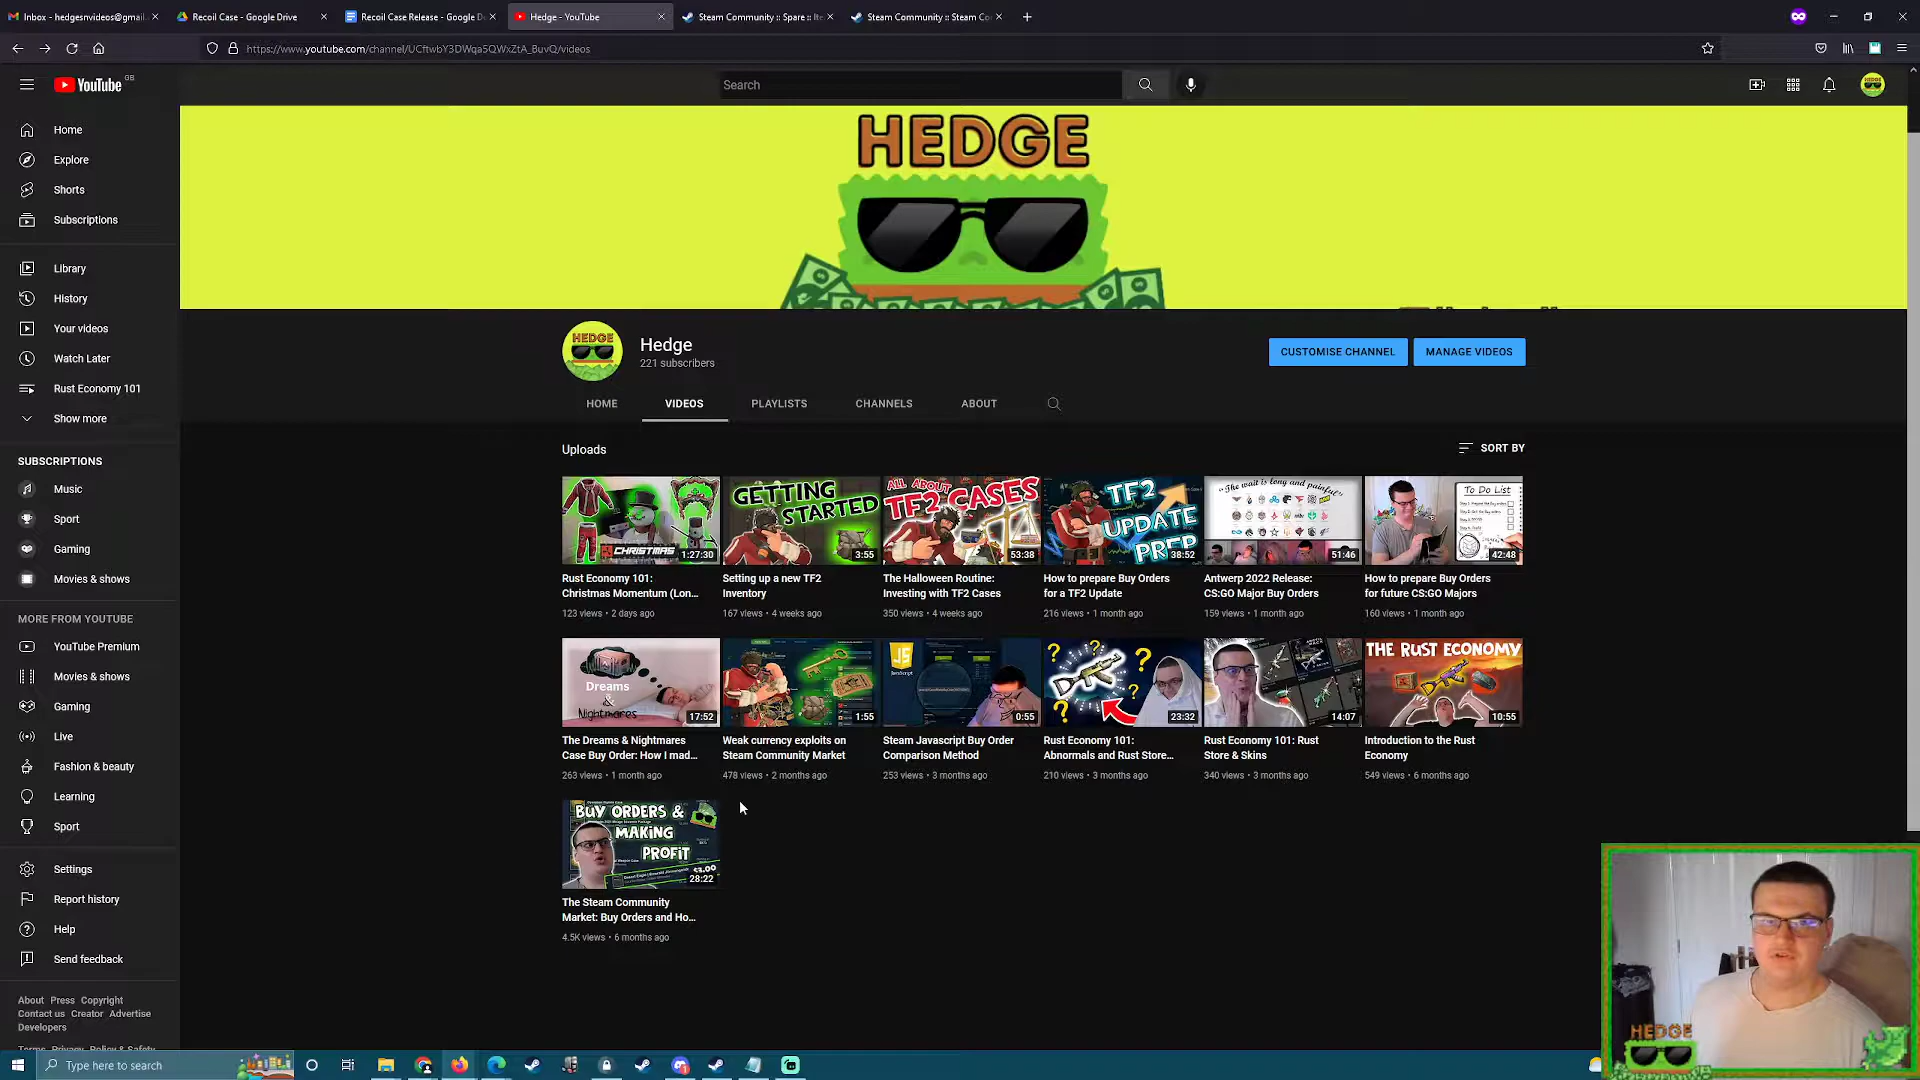 Inbox - hedgesnvideos@gmail.
Recoil Case - Google Drive
Recoil Case Release - Google D
Hedge - YouTube
Steam Community :: Spare :: Ite
Steam Community :: Steam Co
https://www.youtube.com/channel/UCftwbY3DWqa5QWxZtA_BuvQ/videos
YouTube GB
Search
HEDGE
Home
Explore
Shorts
Subscriptions
Library
History
Your videos
Watch Later
Rust Economy 101
Show more
SUBSCRIPTIONS
Music
Sport
Gaming
Movies & shows
MORE FROM YOUTUBE
YouTube Premium
Movies & shows
Gaming
Live
Fashion & beauty
Learning
Sport
Settings
Report history
Help
Send feedback
About Press Copyright
Contact us Creator Advertise
Developers
Terms Privacy Policy & Safety
HEDGE
Hedge
221 subscribers
CUSTOMISE CHANNEL
MANAGE VIDEOS
HOME
VIDEOS
PLAYLISTS
CHANNELS
ABOUT
Uploads
SORT BY
CHRISTMAS
1:27:30
GETTING
STARTED
3:55
ALL ABOUT
TF2 CASES
53:38
TF2
UPDATE
PREP
38:52
"The wait is long and painful"
51:46
To Do List
42:48
Rust Economy 101:
Christmas Momentum (Lon...
123 views • 2 days ago
Setting up a new TF2
Inventory
167 views • 4 weeks ago
The Halloween Routine:
Investing with TF2 Cases
350 views • 4 weeks ago
How to prepare Buy Orders
for a TF2 Update
216 views • 1 month ago
Antwerp 2022 Release:
CS:GO Major Buy Orders
159 views • 1 month ago
How to prepare Buy Orders
for future CS:GO Majors
160 views • 1 month ago
Dreams
&
Nightmares
17:52
1:55
JS
JavaScript
0:55
23:32
14:07
THE RUST ECONOMY
10:55
The Dreams & Nightmares
Case Buy Order: How I mad...
263 views • 1 month ago
Weak currency exploits on
Steam Community Market
478 views • 2 months ago
Steam Javascript Buy Order
Comparison Method
253 views • 3 months ago
Rust Economy 101:
Abnormals and Rust Store...
210 views • 3 months ago
Rust Economy 101: Rust
Store & Skins
340 views • 3 months ago
Introduction to the Rust
Economy
549 views • 6 months ago
BUY ORDERS &
MAKING
PROFIT
28:22
The Steam Community
Market: Buy Orders and Ho...
4.5K views • 6 months ago
HEDGE
Type here to search